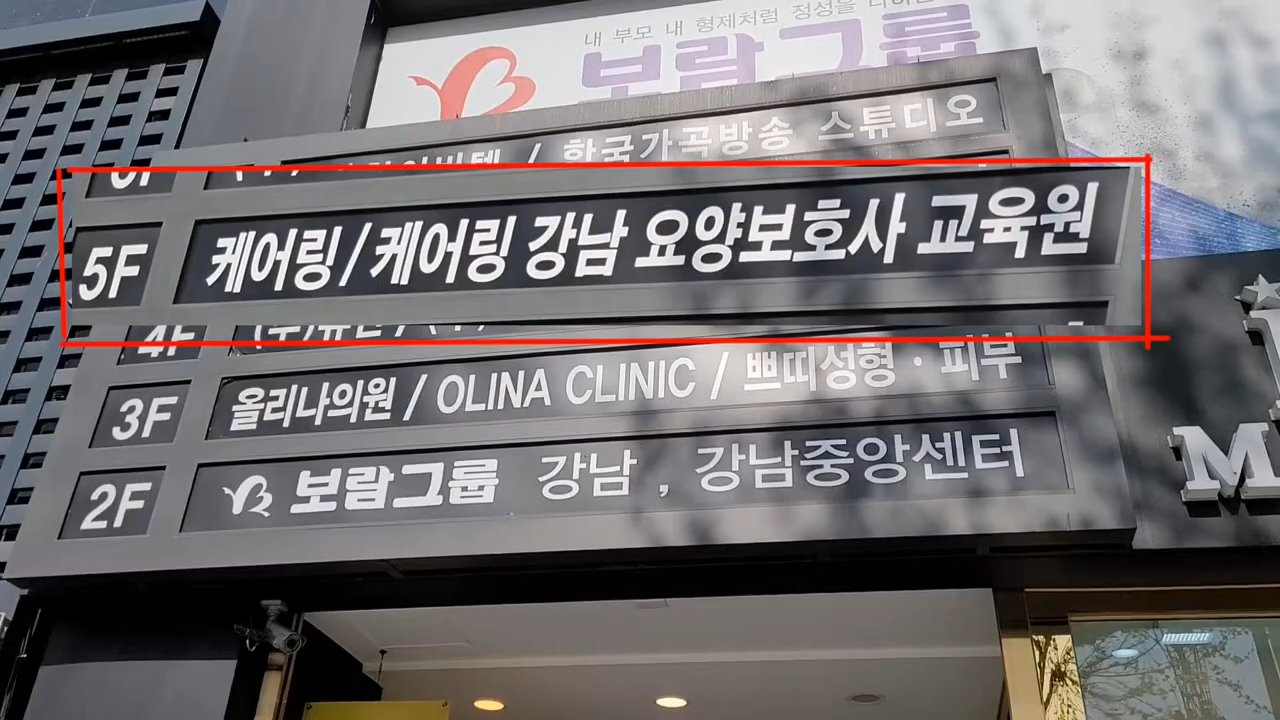 내 부모 내 형제처럼 정성을
보람그룹
/ 한국가곡방송 스튜디오
5F 케어링/케어링 강남 요양보호사 교육원
4F
3F 올리나의원 / OLINA CLINIC / 쁘띠성형 · 피부
2F 보람그룹 강남 , 강남중앙센터
M